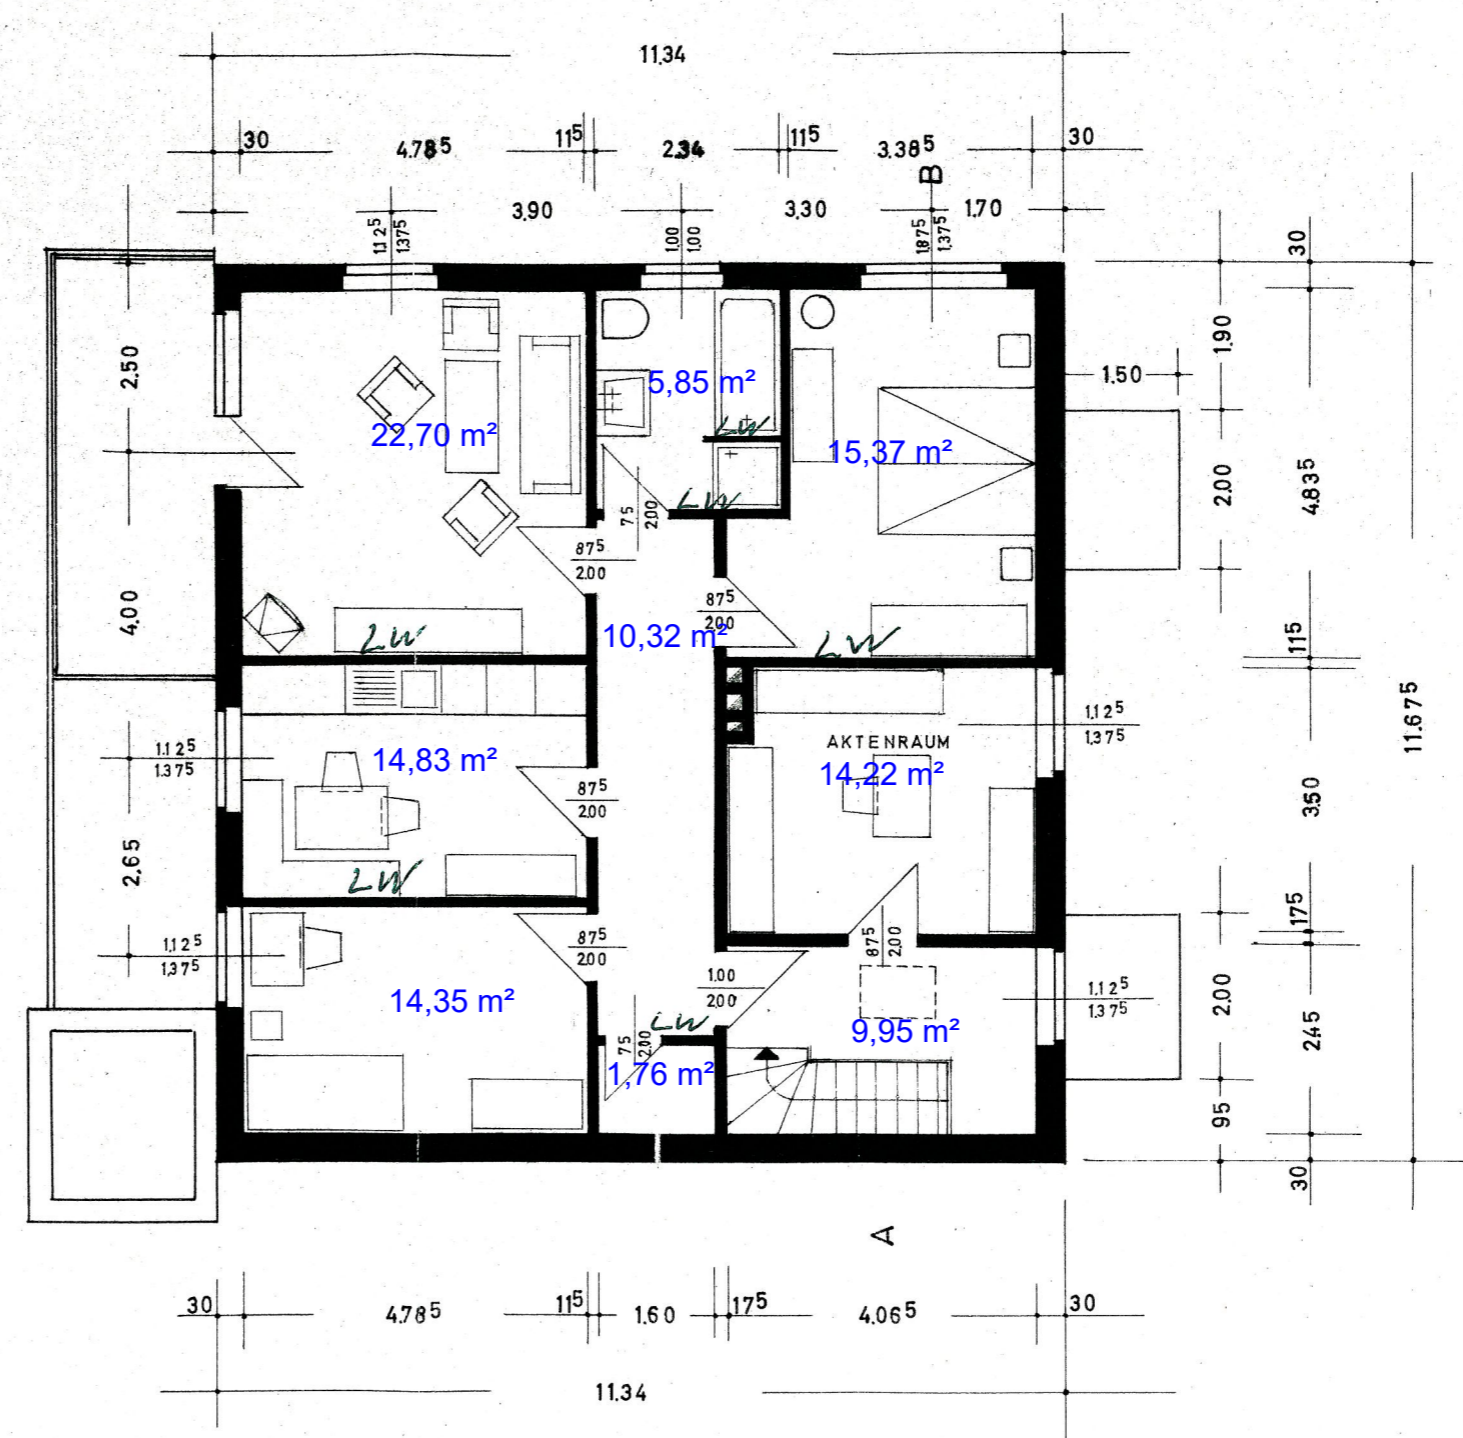 11.34
30 4.78⁵ 11⁵ 2.34 11⁵ 3.38⁵ 30
B
3,90 3,30 1,70
1,12⁵
1,37⁵
1,00
1,00
1,87⁵
1,37⁵
30
2,50
1,90
1,50
5,85 m²
22,70 m²
LW
15,37 m²
2,00
4.835
LW
75
2,00
87⁵
2,00
4,00
87⁵
2,00
10,32 m²
LW
LW
11⁵
1,12⁵
1,37⁵
11.675
AKTENRAUM
1,12⁵
1,37⁵
14,83 m²
14,22 m²
87⁵
2,00
3,50
2,65
LW
17⁵
1,12⁵
1,37⁵
87⁵
2,00
87⁵
2,00
1,00
2,00
1,12⁵
1,37⁵
2,00
14,35 m²
LW
9,95 m²
2,45
75
2,00
1,76 m²
95
30
A
30 4.78⁵ 11⁵ 1.60 17⁵ 4.06⁵ 30
11.34